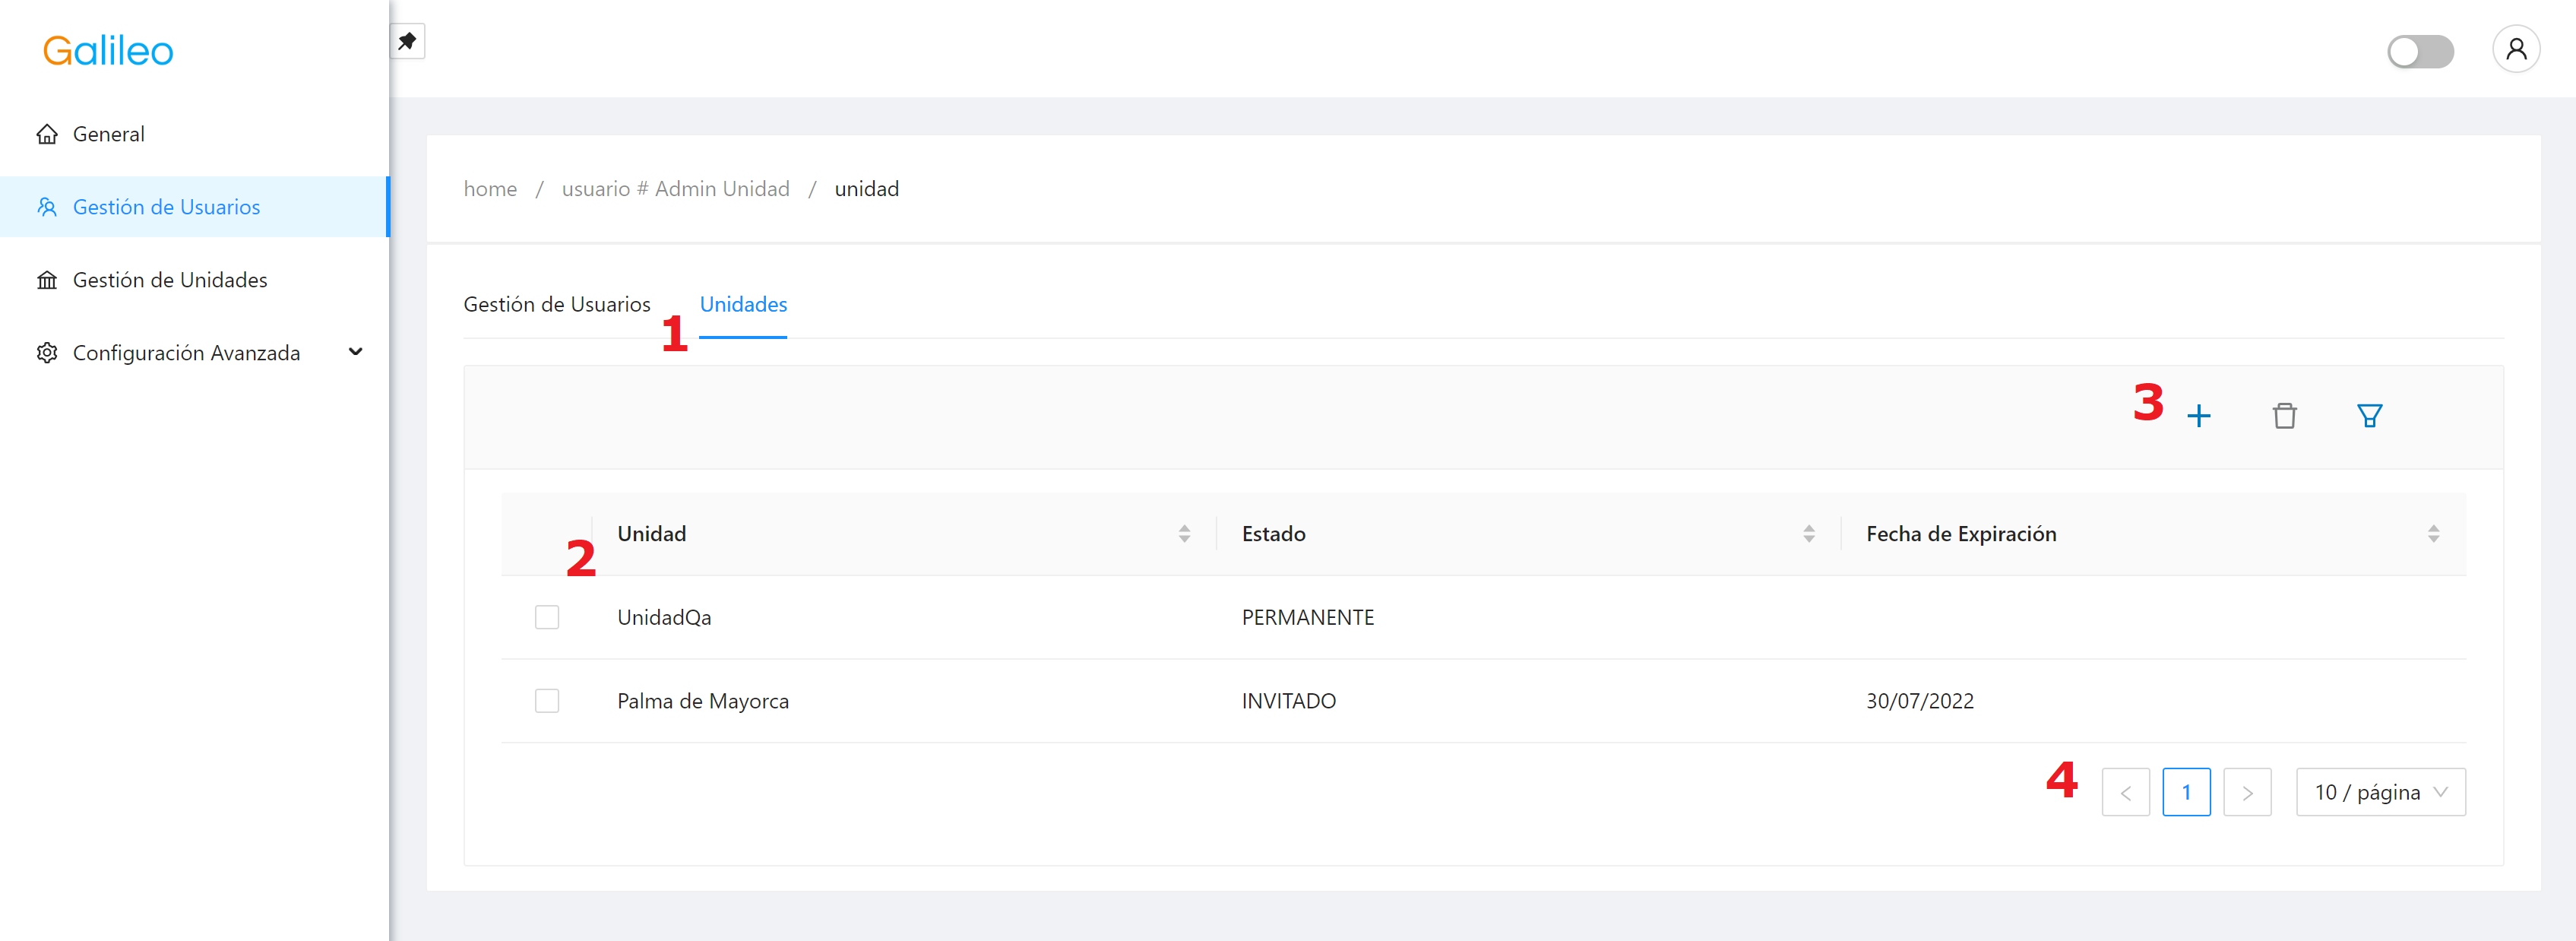 Galileo
General
Gestión de Usuarios
Gestión de Unidades
Configuración Avanzada
home / usuario # Admin Unidad / unidad
Gestión de Usuarios 1 Unidades
3
2 Unidad Estado Fecha de Expiración
UnidadQa PERMANENTE
Palma de Mayorca INVITADO 30/07/2022
4 < 1 > 10 / página